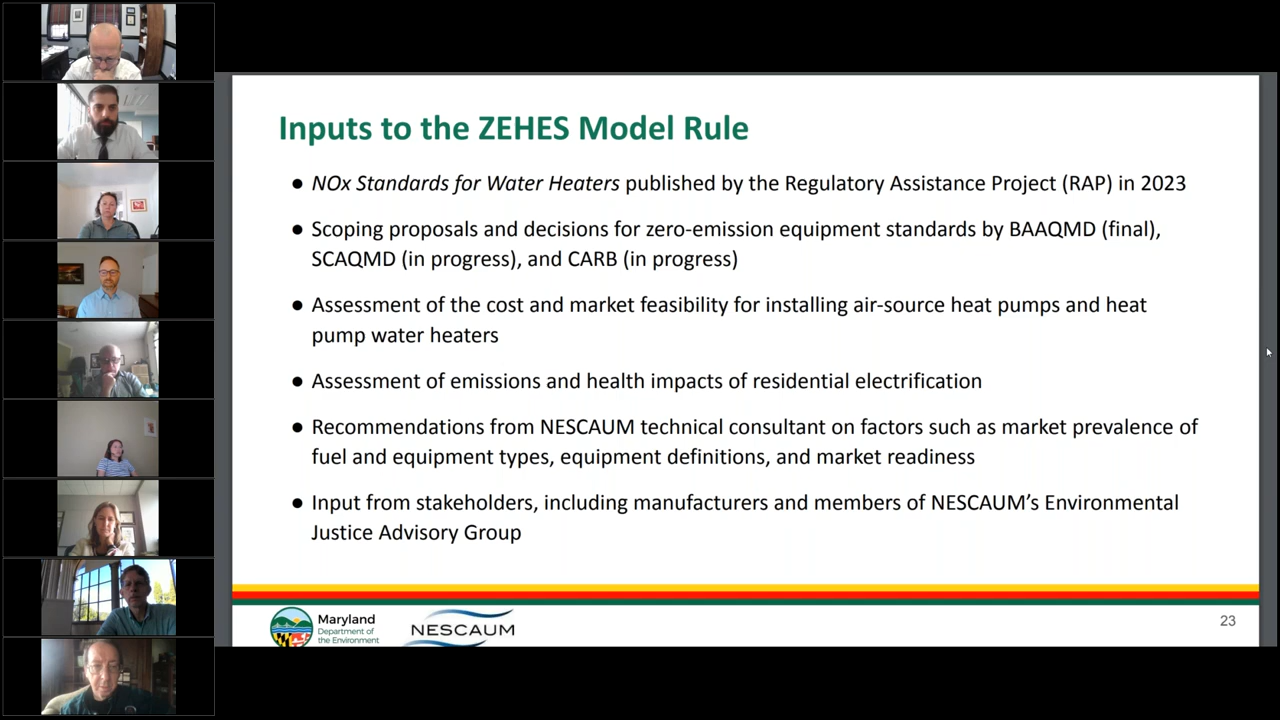 Inputs to the ZEHES Model Rule
● NOx Standards for Water Heaters published by the Regulatory Assistance Project (RAP) in 2023
● Scoping proposals and decisions for zero-emission equipment standards by BAAQMD (final),
SCAQMD (in progress), and CARB (in progress)
● Assessment of the cost and market feasibility for installing air-source heat pumps and heat
pump water heaters
● Assessment of emissions and health impacts of residential electrification
● Recommendations from NESCAUM technical consultant on factors such as market prevalence of
fuel and equipment types, equipment definitions, and market readiness
● Input from stakeholders, including manufacturers and members of NESCAUM’s Environmental
Justice Advisory Group
Maryland
Department of
the Environment
NESCAUM
23